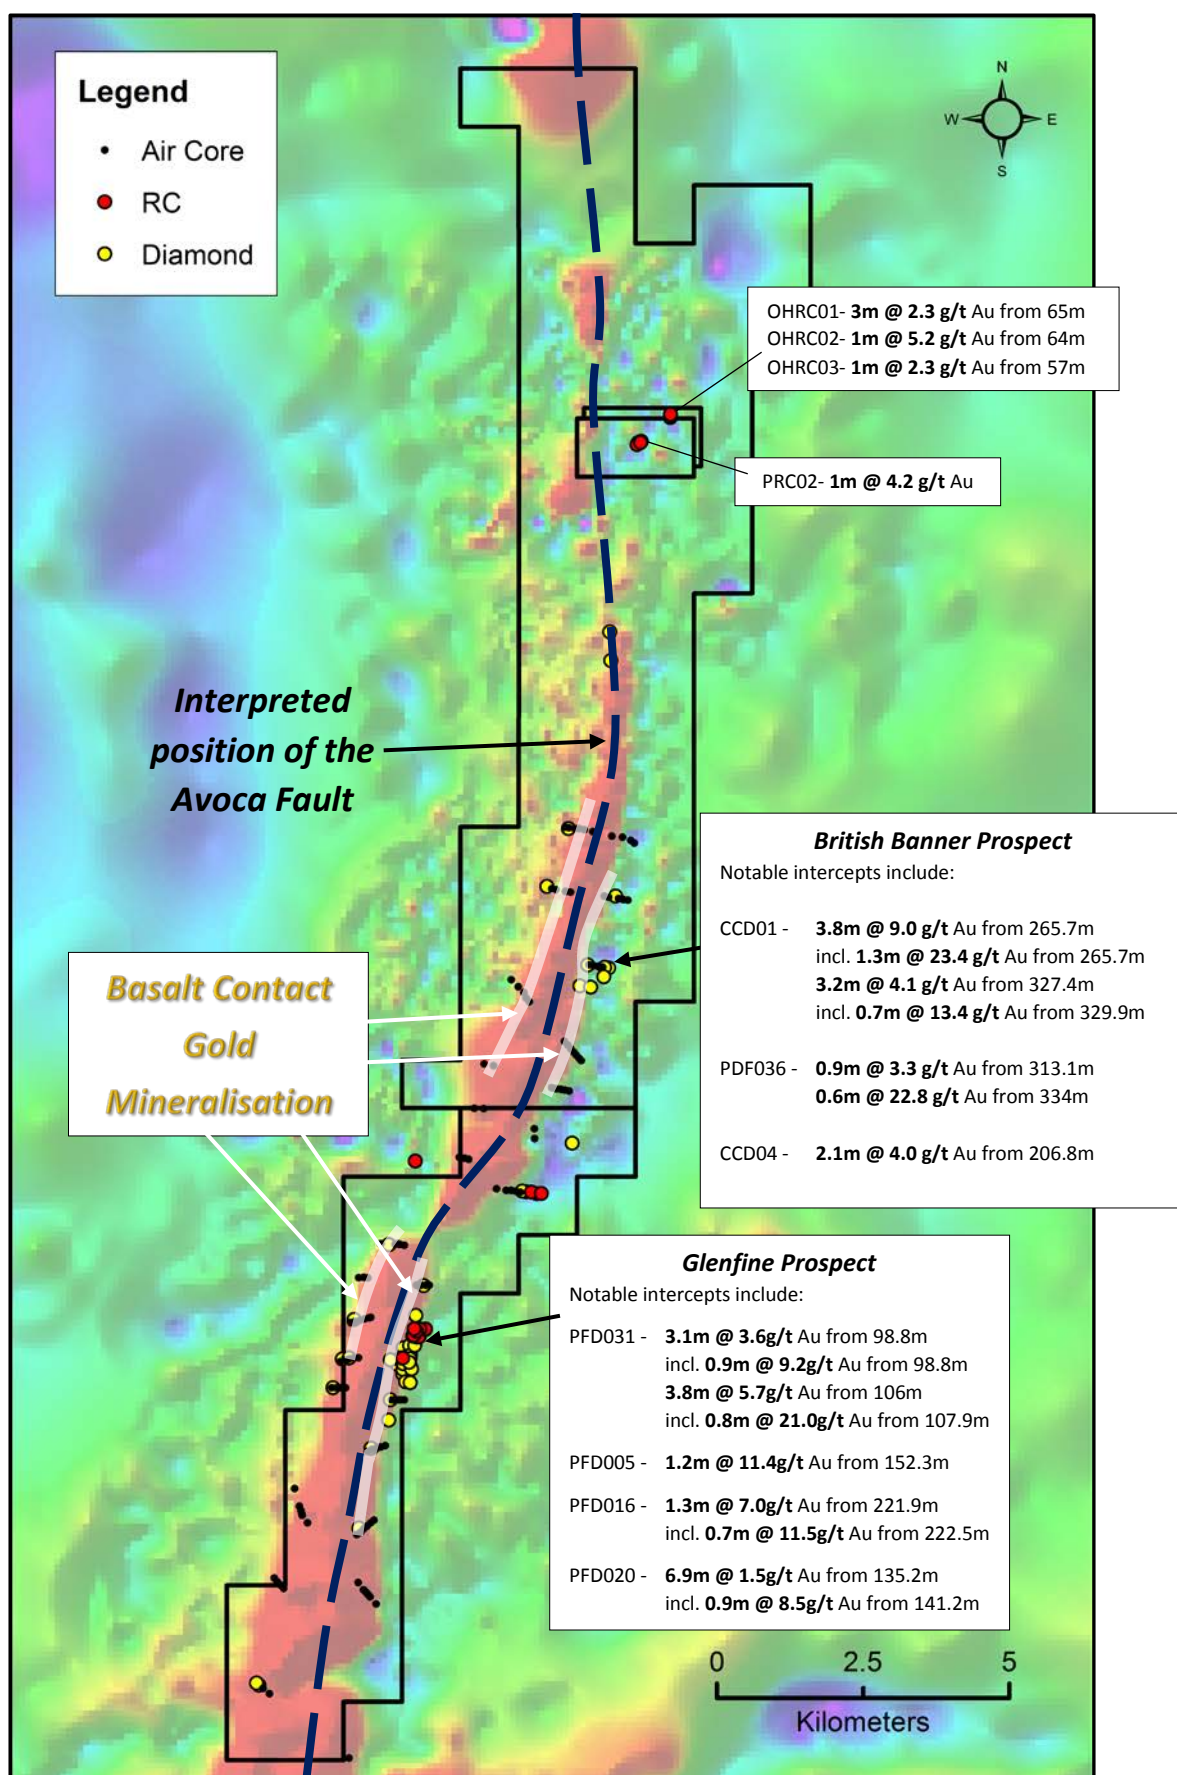 Legend
Air Core
RC
Diamond
N
W
E
S
OHRC01- 3m @ 2.3 g/t Au from 65m
OHRC02- 1m @ 5.2 g/t Au from 64m
OHRC03- 1m @ 2.3 g/t Au from 57m
PRC02- 1m @ 4.2 g/t Au
Interpreted
position of the
Avoca Fault
British Banner Prospect
Notable intercepts include:
CCD01 - 3.8m @ 9.0 g/t Au from 265.7m
incl. 1.3m @ 23.4 g/t Au from 265.7m
3.2m @ 4.1 g/t Au from 327.4m
incl. 0.7m @ 13.4 g/t Au from 329.9m
PDF036 - 0.9m @ 3.3 g/t Au from 313.1m
0.6m @ 22.8 g/t Au from 334m
CCD04 - 2.1m @ 4.0 g/t Au from 206.8m
Basalt Contact
Gold
Mineralisation
Glenfine Prospect
Notable intercepts include:
PFD031 - 3.1m @ 3.6g/t Au from 98.8m
incl. 0.9m @ 9.2g/t Au from 98.8m
3.8m @ 5.7g/t Au from 106m
incl. 0.8m @ 21.0g/t Au from 107.9m
PFD005 - 1.2m @ 11.4g/t Au from 152.3m
PFD016 - 1.3m @ 7.0g/t Au from 221.9m
incl. 0.7m @ 11.5g/t Au from 222.5m
PFD020 - 6.9m @ 1.5g/t Au from 135.2m
incl. 0.9m @ 8.5g/t Au from 141.2m
0 2.5 5
Kilometers